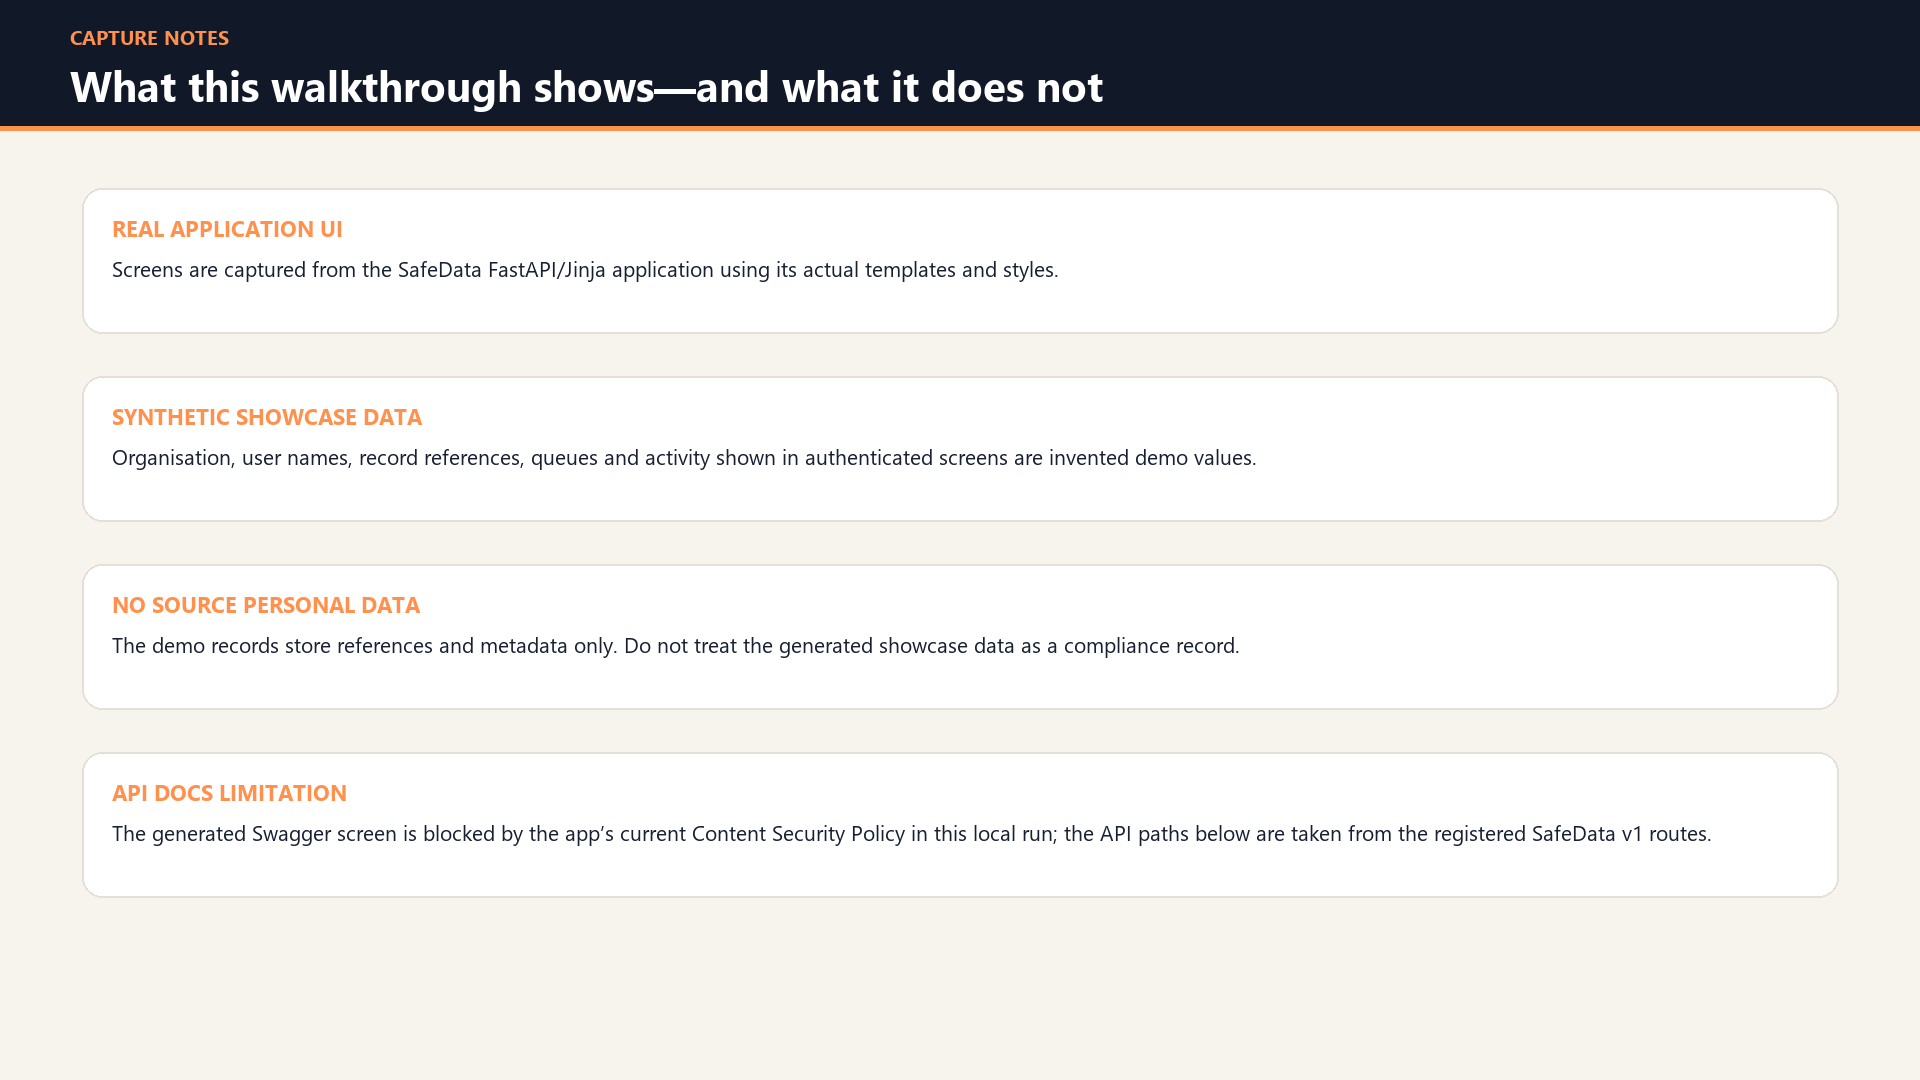 CAPTURE NOTES
What this walkthrough shows—and what it does not
REAL APPLICATION UI
Screens are captured from the SafeData FastAPI/Jinja application using its actual templates and styles.
SYNTHETIC SHOWCASE DATA
Organisation, user names, record references, queues and activity shown in authenticated screens are invented demo values.
NO SOURCE PERSONAL DATA
The demo records store references and metadata only. Do not treat the generated showcase data as a compliance record.
API DOCS LIMITATION
The generated Swagger screen is blocked by the app’s current Content Security Policy in this local run; the API paths below are taken from the registered SafeData v1 routes.